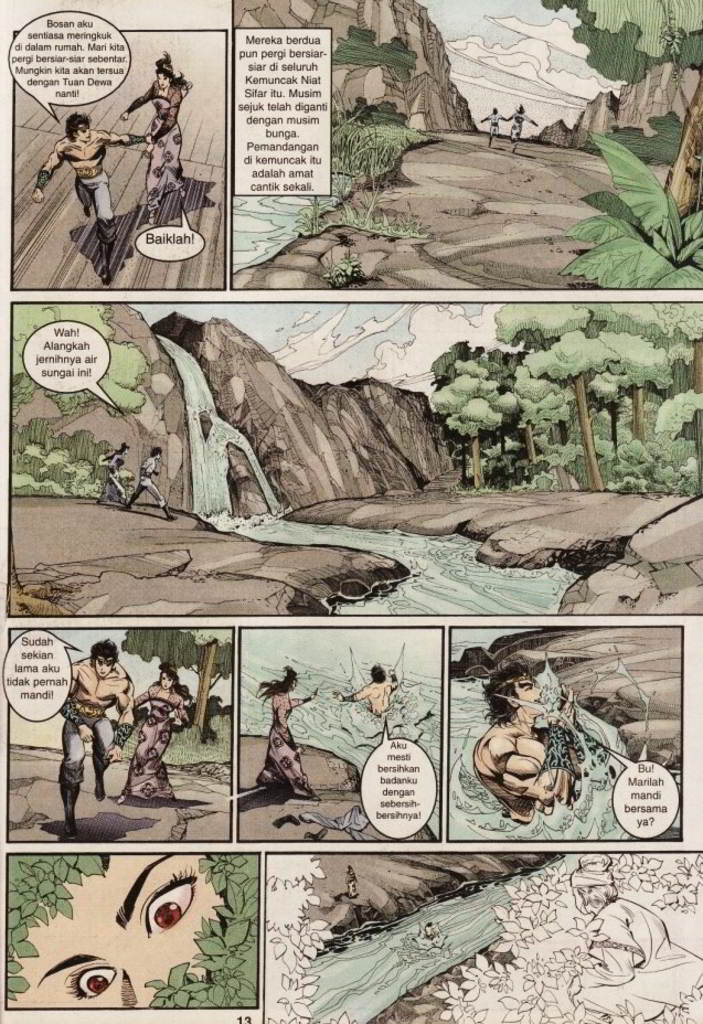 Bosan aku
sentiasa meringkuk
di dalam rumah. Mari kita
pergi bersiar-siar sebentar.
Mungkin kita akan tersua
dengan Tuan Dewa
nanti!
Baiklah!
Mereka berdua
pun pergi bersiar-
siar di seluruh
Kemuncak Niat
Sifar itu. Musim
sejuk telah diganti
dengan musim
bunga.
Pemandangan
di kemuncak itu
adalah amat
cantik sekali.
Wah!
Alangkah
jernihnya air
sungai ini!
Sudah
sekian
lama aku
tidak pernah
mandi!
Aku
mesti
bersihkan
badanku
dengan
sebersih-
bersihnya!
Bu!
Marilah
mandi
bersama
ya?
13